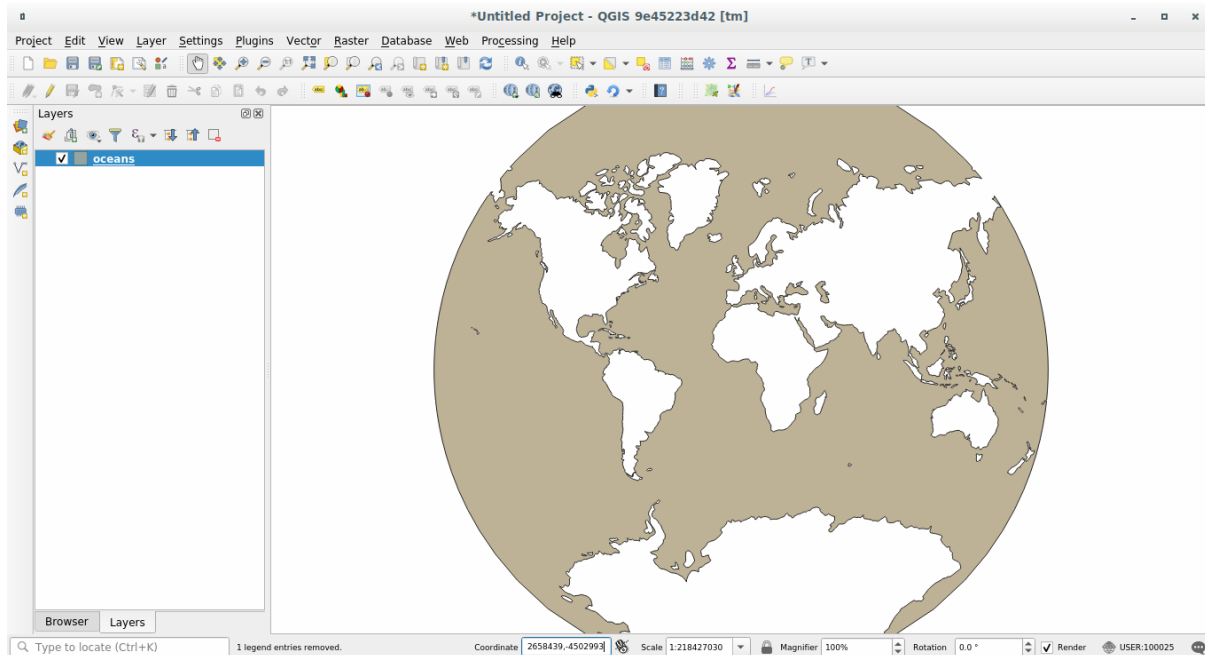 *Untitled Project - QGIS 9e45223d42 [tm]
Project Edit View Layer Settings Plugins Vector Raster Database Web Processing Help
Layers
oceans
Browser Layers
Type to locate (Ctrl+K) 1 legend entries removed. Coordinate 2658439,-4502993 Scale 1:218427030 Magnifier 100% Rotation 0.0 ° Render USER:100025